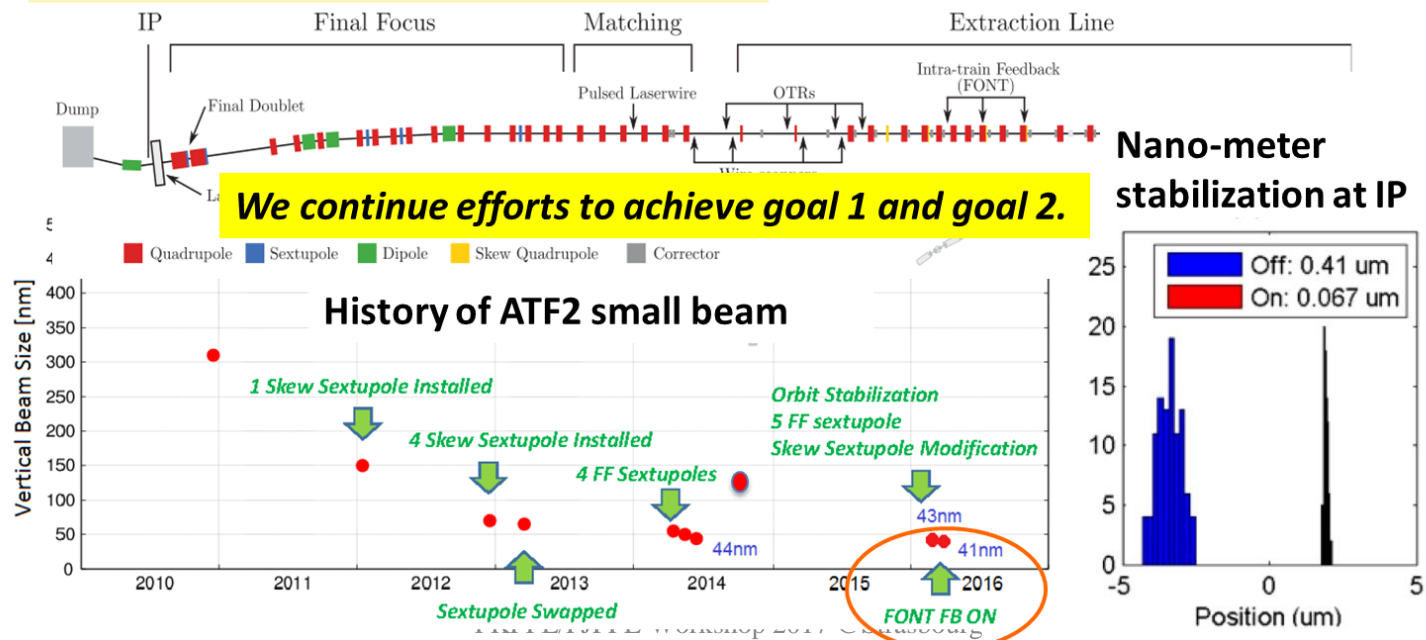 IP
Final Focus
Matching
Extraction Line
Intra-train Feedback
(FONT)
Pulsed Laserwire
OTRs
Dump
Final Doublet
Nano-meter
stabilization at IP
We continue efforts to achieve goal 1 and goal 2.
5
4
Quadrupole
Sextupole
Dipole
Skew Quadrupole
Corrector
History of ATF2 small beam
Vertical Beam Size [nm]
400
350
300
250
200
150
100
50
0
1 Skew Sextupole Installed
4 Skew Sextupole Installed
4 FF Sextupoles
Orbit Stabilization
5 FF sextupole
Skew Sextupole Modification
43nm
44nm
41nm
2010
2011
2012
2013
2014
2015
2016
Sextupole Swapped
FONT FB ON
Off: 0.41 um
On: 0.067 um
25
20
15
10
5
0
-5
0
5
Position (um)
Workshop 2017 @Strasbourg